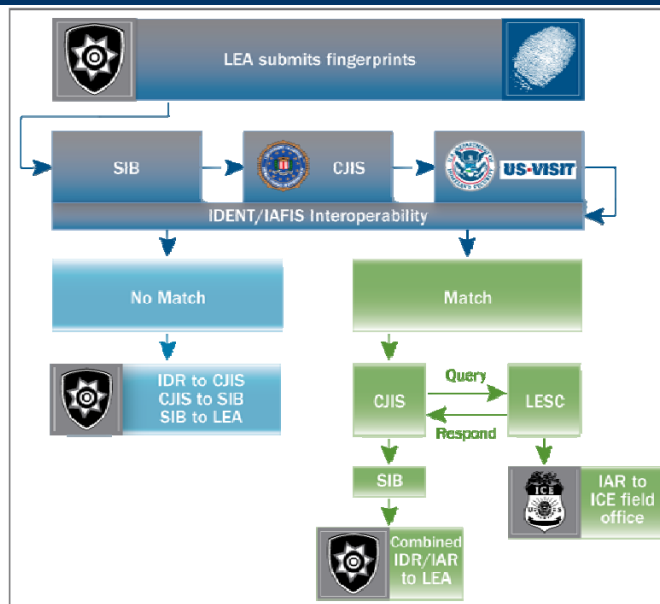 LEA submits fingerprints
SIB
CJIS
US-VISIT
IDENT/IAFIS Interoperability
No Match
Match
IDR to CJIS
CJIS to SIB
SIB to LEA
CJIS
Query
Respond
LESC
SIB
ICE
U S
IAR to
ICE field
office
Combined
IDR/IAR
to LEA